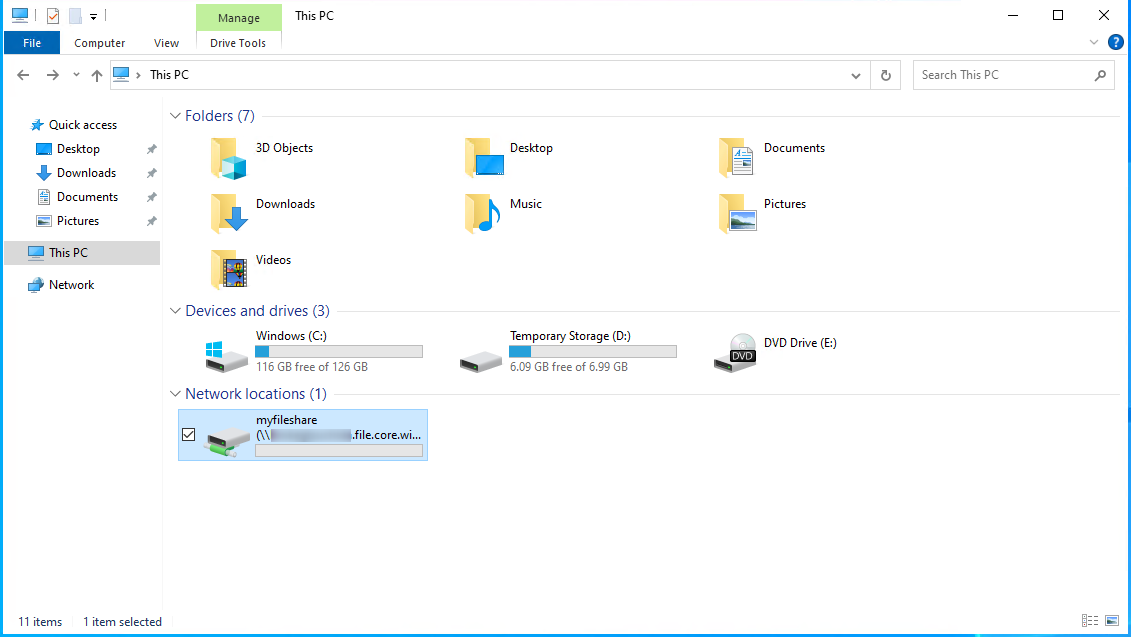 Manage
This PC
File
Computer
View
Drive Tools
This PC
Search This PC
Quick access
Desktop
Downloads
Documents
Pictures
This PC
Network
Folders (7)
3D Objects
Desktop
Documents
Downloads
Music
Pictures
Videos
Devices and drives (3)
Windows (C:)
116 GB free of 126 GB
Temporary Storage (D:)
6.09 GB free of 6.99 GB
DVD
DVD Drive (E:)
Network locations (1)
myfileshare
(\\ .file.core.wi...
11 items
1 item selected